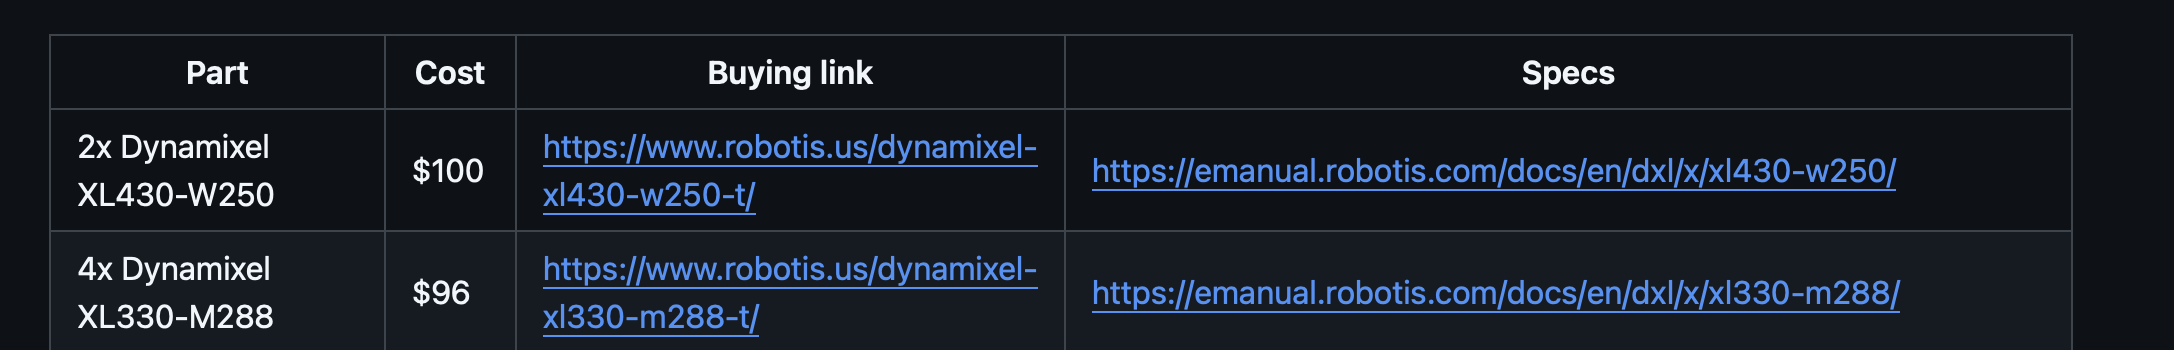 Part Cost Buying link Specs
2x Dynamixel
XL430-W250
$100
https://www.robotis.us/dynamixel-
xl430-w250-t/
https://emanual.robotis.com/docs/en/dxl/x/xl430-w250/
4x Dynamixel
XL330-M288
$96
https://www.robotis.us/dynamixel-
xl330-m288-t/
https://emanual.robotis.com/docs/en/dxl/x/xl330-m288/